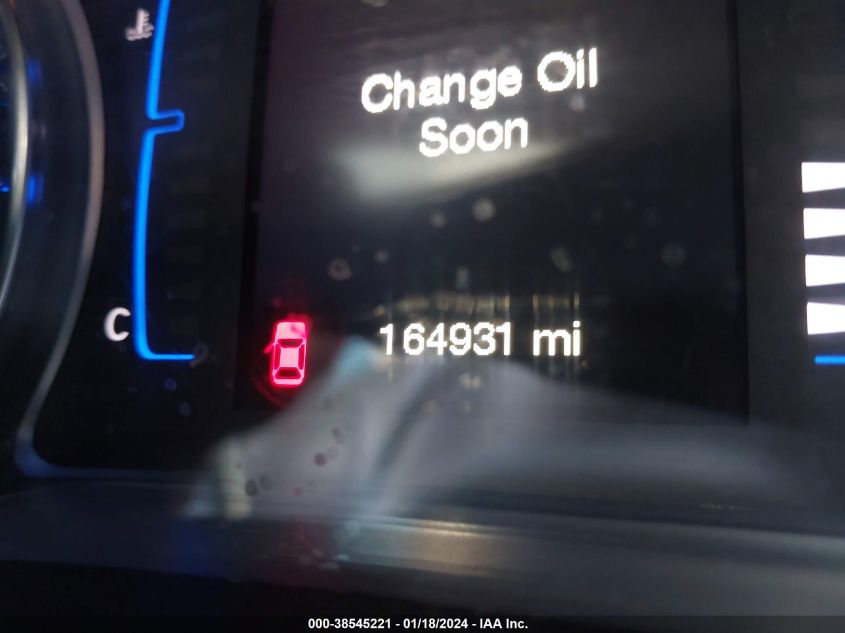 Change Oil
Soon
C
164931 mi
000-38545221 - 01/18/2024 - IAA Inc.